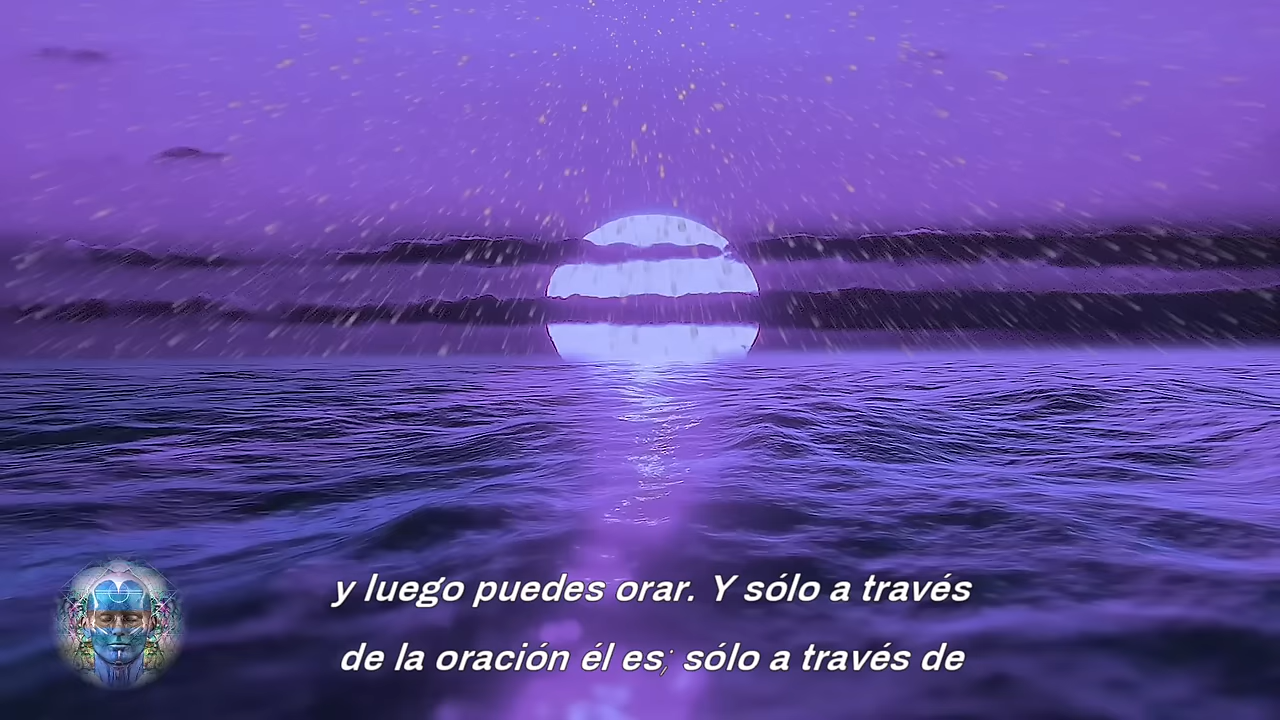 y luego puedes orar. Y sólo a través
de la oración él es; sólo a través de